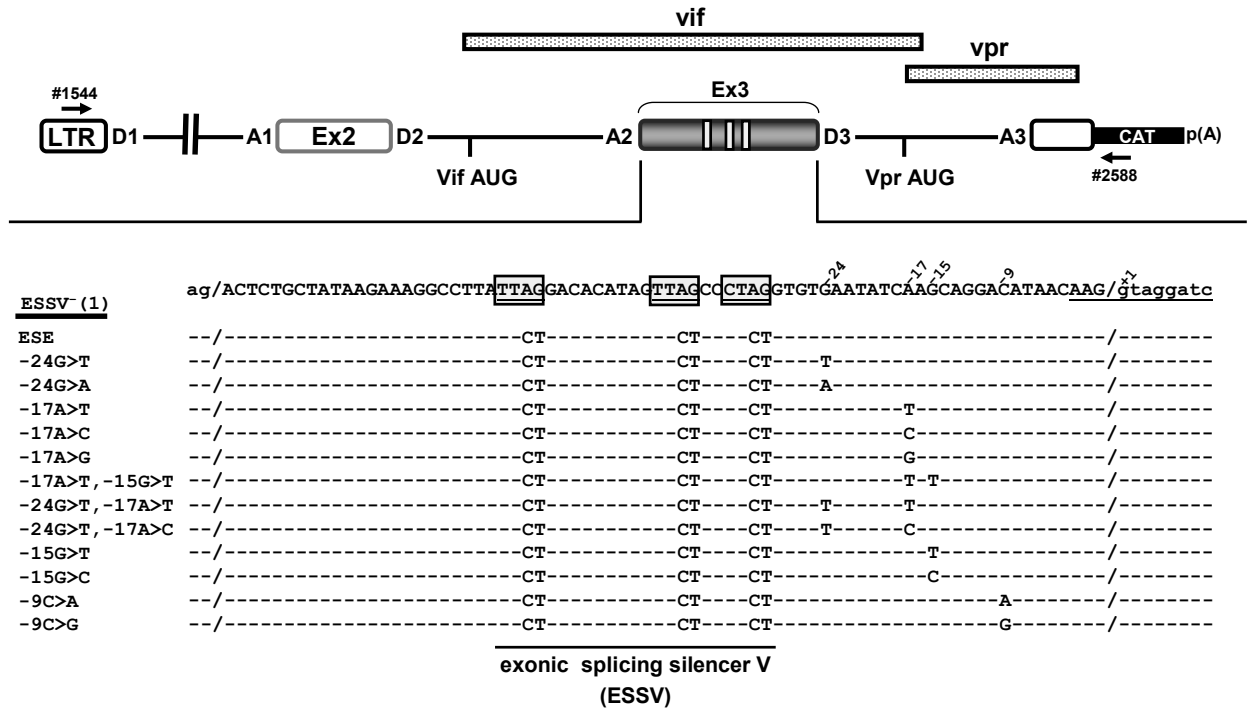 vif
vpr
Ex3
#1544
LTR D1 A1 Ex2 D2 A2 D3 A3 CAT p(A)
Vif AUG
Vpr AUG
#2588
-24 -17 -15 -9 +1
ESSV⁻(1) ag/ACTCTGCTATAAGAAAGGCCTTATTAGGACACATAGTTAGCCCTAGGTGTGAATATCAAGCAGGACATAACAAG/gtaggatc
ESE --/-------------------------CT-----------CT----CT----------------------------/--------
-24G>T --/-------------------------CT-----------CT----CT----T-----------------------/--------
-24G>A --/-------------------------CT-----------CT----CT----A-----------------------/--------
-17A>T --/-------------------------CT-----------CT----CT-----------T----------------/--------
-17A>C --/-------------------------CT-----------CT----CT-----------C----------------/--------
-17A>G --/-------------------------CT-----------CT----CT-----------G----------------/--------
-17A>T,-15G>T --/-------------------------CT-----------CT----CT-----------T-T--------------/--------
-24G>T,-17A>T --/-------------------------CT-----------CT----CT----T------T----------------/--------
-24G>T,-17A>C --/-------------------------CT-----------CT----CT----T------C----------------/--------
-15G>T --/-------------------------CT-----------CT----CT-------------T--------------/--------
-15G>C --/-------------------------CT-----------CT----CT-------------C--------------/--------
-9C>A --/-------------------------CT-----------CT----CT-------------------A--------/--------
-9C>G --/-------------------------CT-----------CT----CT-------------------G--------/--------
exonic splicing silencer V
(ESSV)